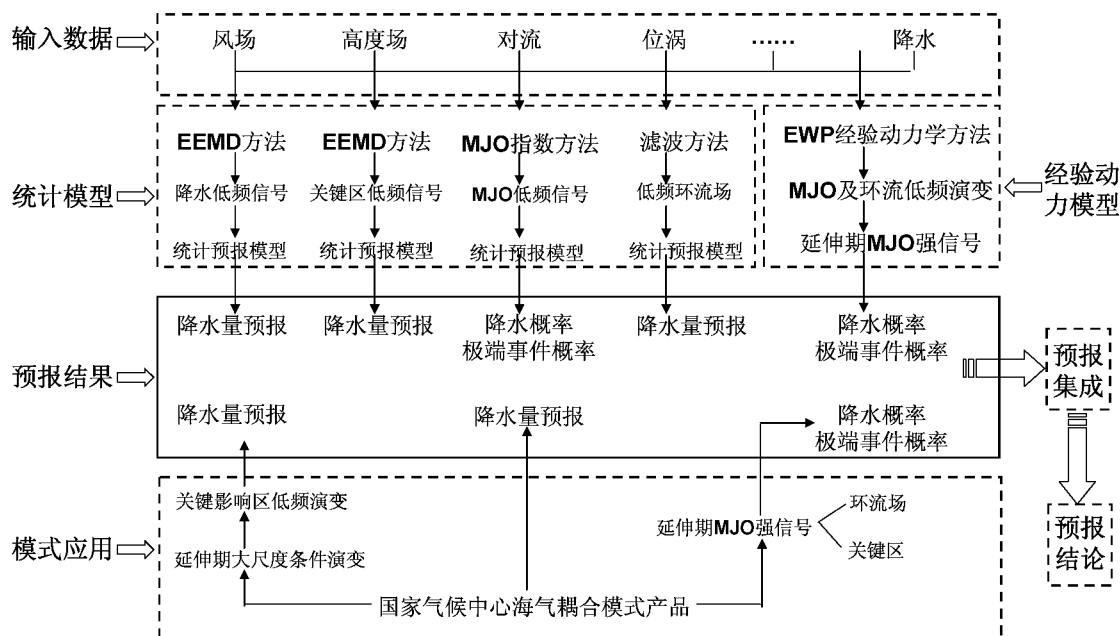 输入数据
风场 高度场 对流 位涡 …… 降水
统计模型
EEMD方法 EEMD方法 MJO指数方法 滤波方法
降水低频信号 关键区低频信号 MJO低频信号 低频环流场
统计预报模型 统计预报模型 统计预报模型 统计预报模型
EWP经验动力学方法
MJO及环流低频演变
延伸期MJO强信号
经验动
力模型
预报结果
降水量预报 降水量预报 降水概率 降水量预报 降水概率
极端事件概率 极端事件概率
降水量预报 降水量预报 降水概率
极端事件概率
预报
集成
预报
结论
模式应用
关键影响区低频演变
延伸期大尺度条件演变
延伸期MJO强信号
环流场
关键区
国家气候中心海气耦合模式产品